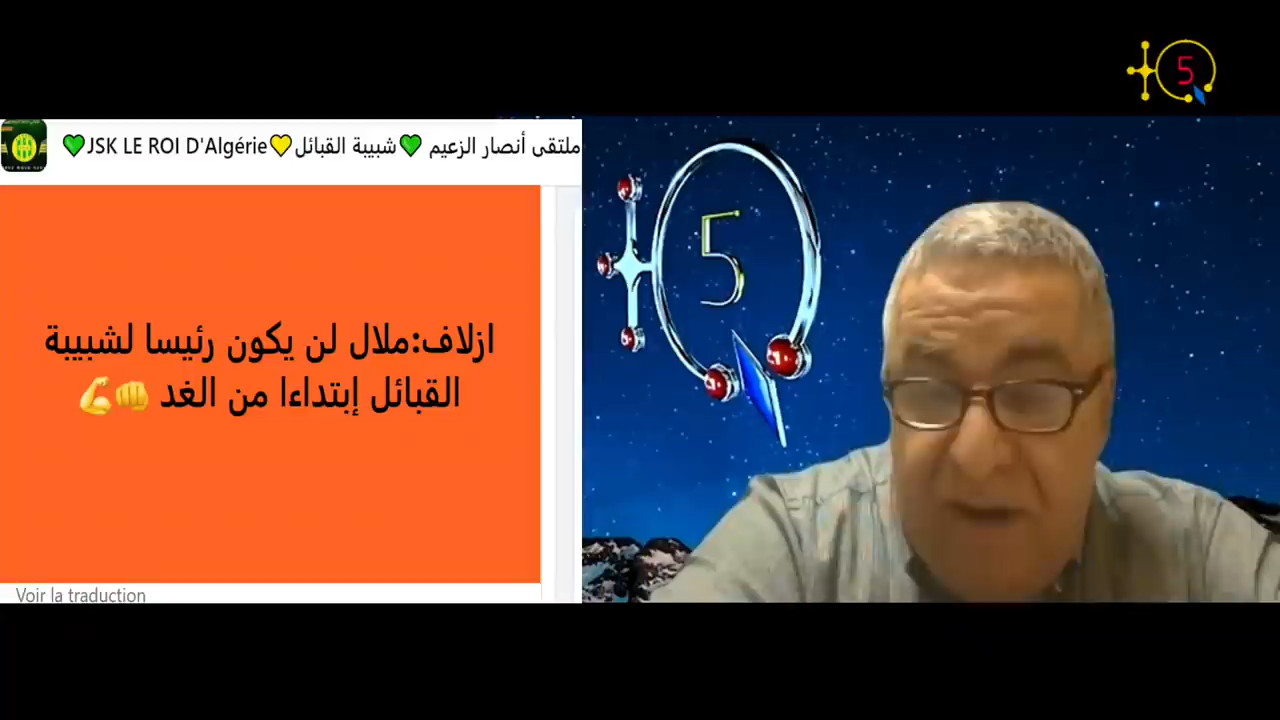 ملتقى أنصار الزعيم 💚 شبيبة القبائل💛JSK LE ROI D'Algérie💚
ازلاف:ملال لن يكون رئيسا لشبيبة
القبائل إبتداءا من الغد 👊💪
Voir la traduction
5
5